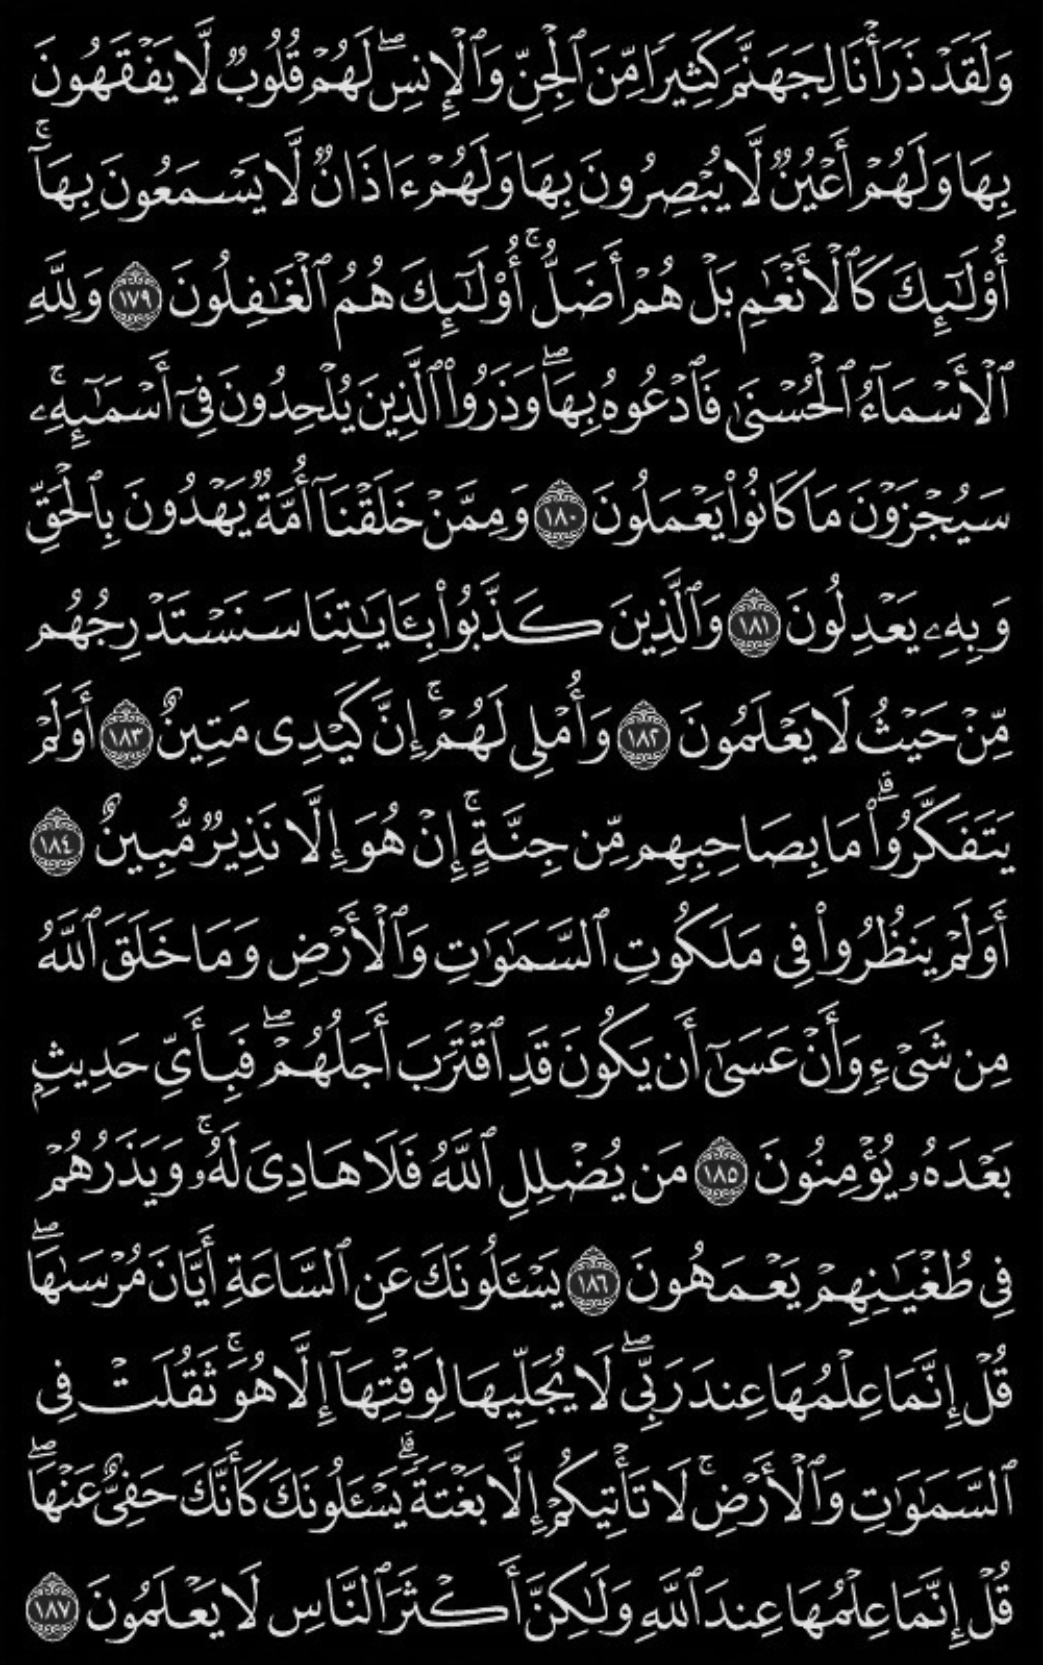 وَلَقَدْ ذَرَأْنَا لِجَهَنَّمَ كَثِيرًا مِّنَ ٱلْجِنِّ وَٱلْإِنسِ ۖ لَهُمْ قُلُوبٌ لَّا يَفْقَهُونَ
بِهَا وَلَهُمْ أَعْيُنٌ لَّا يُبْصِرُونَ بِهَا وَلَهُمْ ءَاذَانٌ لَّا يَسْمَعُونَ بِهَآ ۚ
أُو۟لَـٰٓئِكَ كَٱلْأَنْعَـٰمِ بَلْ هُمْ أَضَلُّ ۚ أُو۟لَـٰٓئِكَ هُمُ ٱلْغَـٰفِلُونَ ١٧٩ وَلِلَّهِ
ٱلْأَسْمَآءُ ٱلْحُسْنَىٰ فَٱدْعُوهُ بِهَا ۖ وَذَرُوا۟ ٱلَّذِينَ يُلْحِدُونَ فِىٓ أَسْمَـٰٓئِهِۦ ۚ
سَيُجْزَوْنَ مَا كَانُوا۟ يَعْمَلُونَ ١٨٠ وَمِمَّنْ خَلَقْنَآ أُمَّةٌ يَهْدُونَ بِٱلْحَقِّ
وَبِهِۦ يَعْدِلُونَ ١٨١ وَٱلَّذِينَ كَذَّبُوا۟ بِـَٔايَـٰتِنَا سَنَسْتَدْرِجُهُم
مِّنْ حَيْثُ لَا يَعْلَمُونَ ١٨٢ وَأُمْلِى لَهُمْ ۚ إِنَّ كَيْدِى مَتِينٌ ١٨٣ أَوَلَمْ
يَتَفَكَّرُوا۟ ۗ مَا بِصَاحِبِهِم مِّن جِنَّةٍ ۚ إِنْ هُوَ إِلَّا نَذِيرٌ مُّبِينٌ ١٨٤
أَوَلَمْ يَنظُرُوا۟ فِى مَلَكُوتِ ٱلسَّمَـٰوَٰتِ وَٱلْأَرْضِ وَمَا خَلَقَ ٱللَّهُ
مِن شَىْءٍ وَأَنْ عَسَىٰٓ أَن يَكُونَ قَدِ ٱقْتَرَبَ أَجَلُهُمْ ۖ فَبِأَىِّ حَدِيثٍۭ
بَعْدَهُۥ يُؤْمِنُونَ ١٨٥ مَن يُضْلِلِ ٱللَّهُ فَلَا هَادِىَ لَهُۥ ۚ وَيَذَرُهُمْ
فِى طُغْيَـٰنِهِمْ يَعْمَهُونَ ١٨٦ يَسْـَٔلُونَكَ عَنِ ٱلسَّاعَةِ أَيَّانَ مُرْسَىٰهَا ۖ
قُلْ إِنَّمَا عِلْمُهَا عِندَ رَبِّى ۖ لَا يُجَلِّيهَا لِوَقْتِهَآ إِلَّا هُوَ ۚ ثَقُلَتْ فِى
ٱلسَّمَـٰوَٰتِ وَٱلْأَرْضِ ۚ لَا تَأْتِيكُمْ إِلَّا بَغْتَةً ۗ يَسْـَٔلُونَكَ كَأَنَّكَ حَفِىٌّ عَنْهَا ۖ
قُلْ إِنَّمَا عِلْمُهَا عِندَ ٱللَّهِ وَلَـٰكِنَّ أَكْثَرَ ٱلنَّاسِ لَا يَعْلَمُونَ ١٨٧